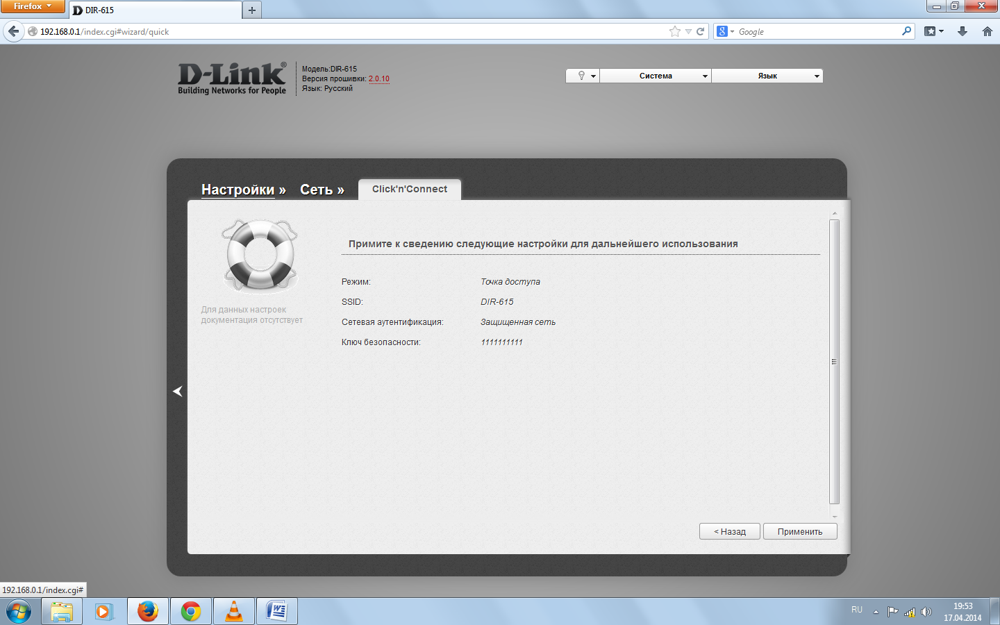 Firefox
DIR-615
192.168.0.1/index.cgi#wizard/quick
Google
D-Link®
Building Networks for People
Модель:DIR-615
Версия прошивки: 2.0.10
Язык: Русский
Система
Язык
Настройки »
Сеть »
Click'n'Connect
Для данных настроек
документация отсутствует
Примите к сведению следующие настройки для дальнейшего использования
Режим: Точка доступа
SSID: DIR-615
Сетевая аутентификация: Защищенная сеть
Ключ безопасности: 1111111111
< Назад
Применить
192.168.0.1/index.cgi#
RU
19:53
17.04.2014